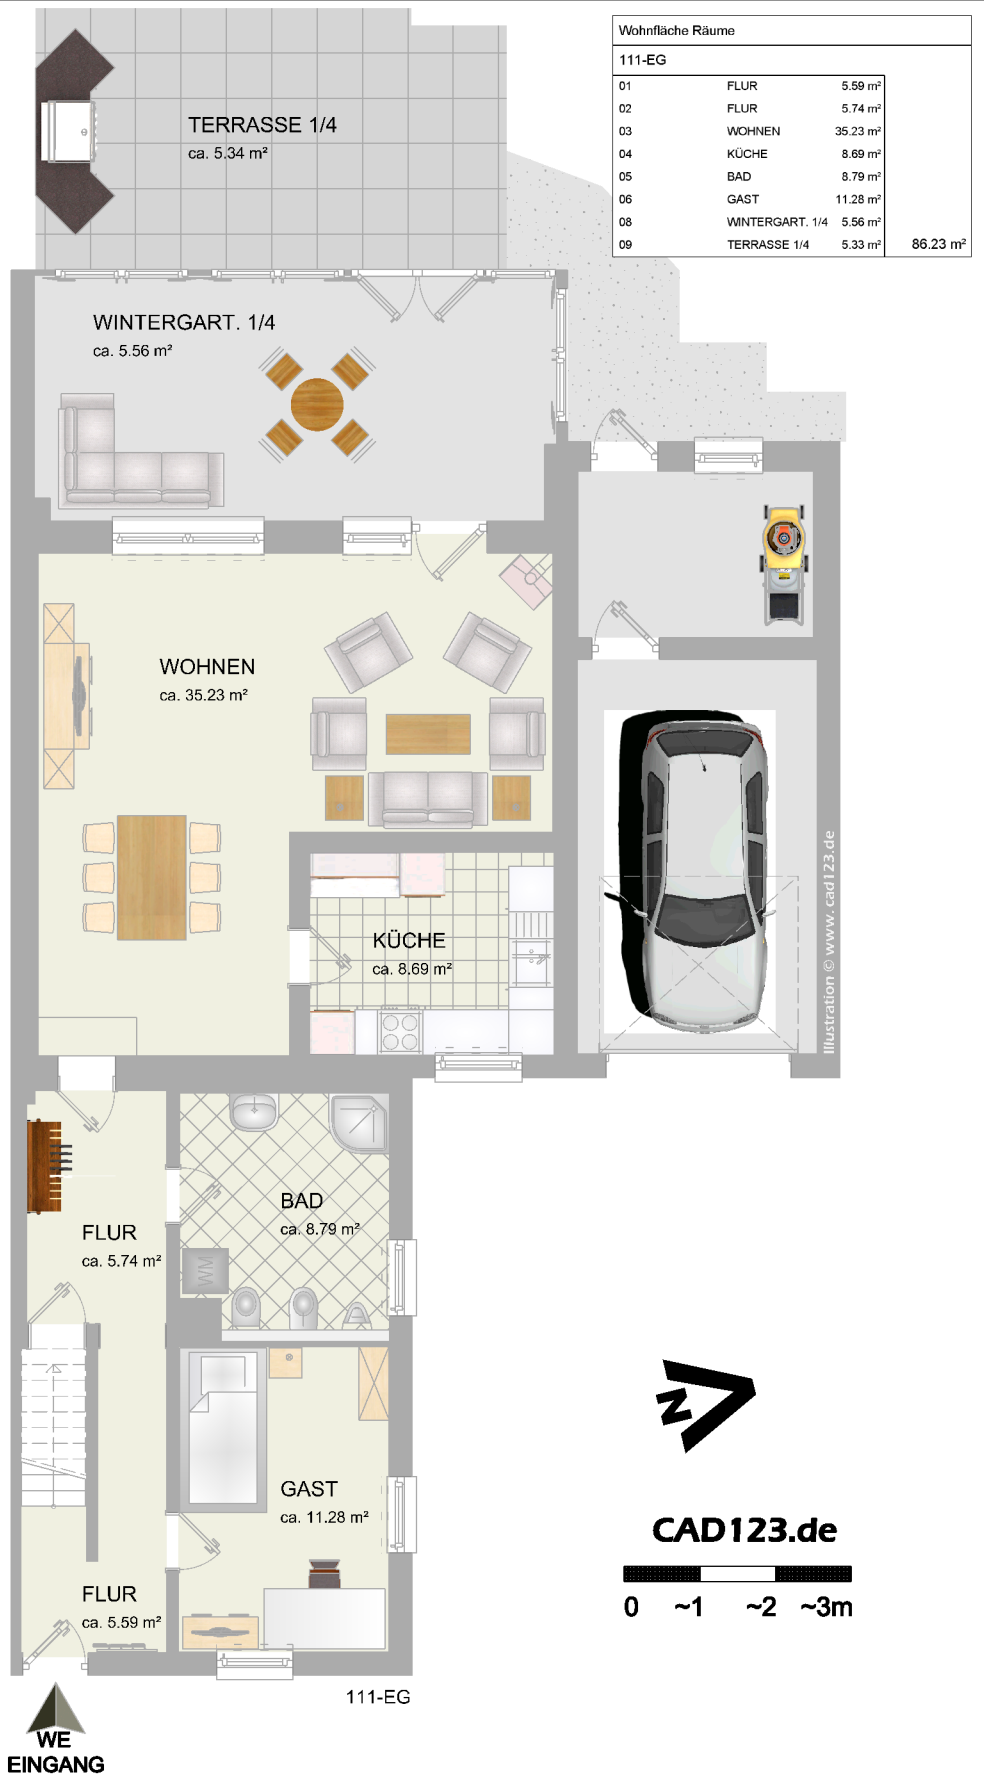 Wohnfläche Räume
111-EG
01 FLUR 5.59 m²
02 FLUR 5.74 m²
03 WOHNEN 35.23 m²
04 KÜCHE 8.69 m²
05 BAD 8.79 m²
06 GAST 11.28 m²
08 WINTERGART. 1/4 5.56 m²
09 TERRASSE 1/4 5.33 m² 86.23 m²
TERRASSE 1/4
ca. 5.34 m²
WINTERGART. 1/4
ca. 5.56 m²
WOHNEN
ca. 35.23 m²
KÜCHE
ca. 8.69 m²
Illustration © www. cad123.de
BAD
ca. 8.79 m²
WM
FLUR
ca. 5.74 m²
GAST
ca. 11.28 m²
FLUR
ca. 5.59 m²
N
CAD123.de
0 ~1 ~2 ~3m
111-EG
WE
EINGANG